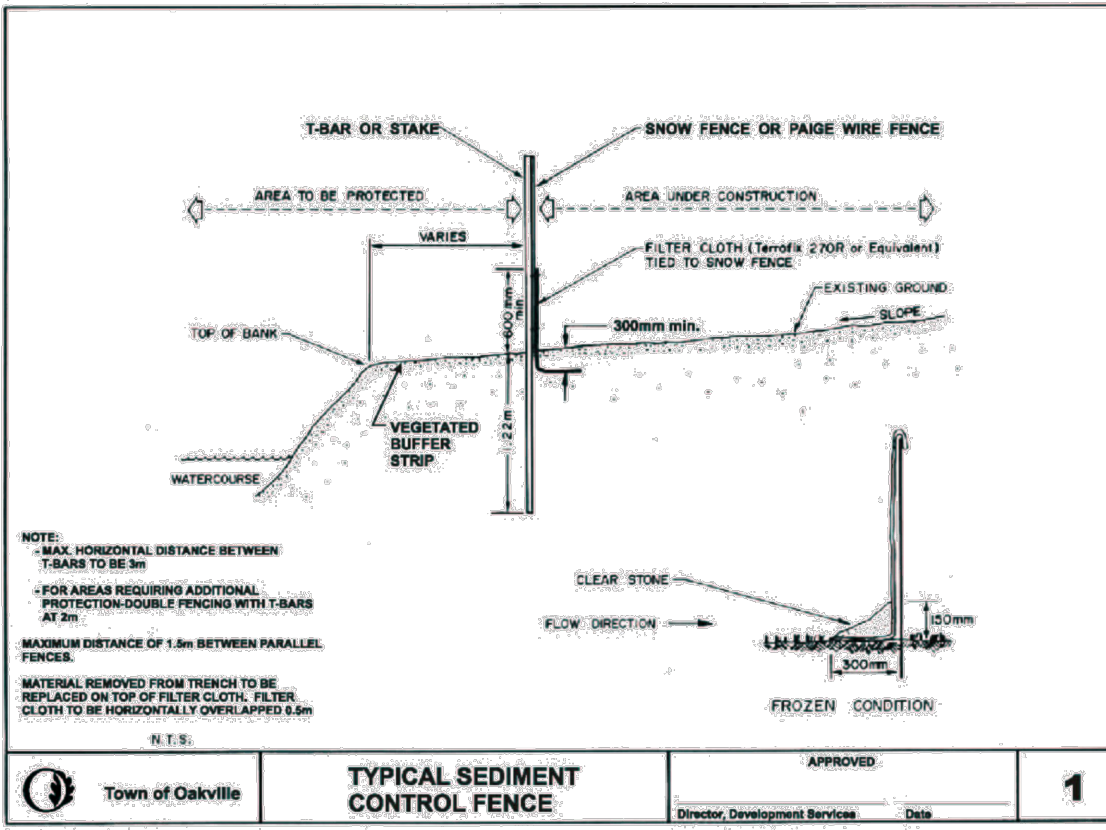 T-BAR OR STAKE
SNOW FENCE OR PAIGE WIRE FENCE
AREA TO BE PROTECTED
AREA UNDER CONSTRUCTION
VARIES
FILTER CLOTH (Terrafix 270R or Equivalent)
TIED TO SNOW FENCE
EXISTING GROUND
SLOPE
600mm
min.
300mm min.
TOP OF BANK
1.22m
VEGETATED
BUFFER
STRIP
WATERCOURSE
NOTE:
- MAX. HORIZONTAL DISTANCE BETWEEN
T-BARS TO BE 3m
- FOR AREAS REQUIRING ADDITIONAL
PROTECTION-DOUBLE FENCING WITH T-BARS
AT 2m
MAXIMUM DISTANCE OF 1.5m BETWEEN PARALLEL
FENCES.
MATERIAL REMOVED FROM TRENCH TO BE
REPLACED ON TOP OF FILTER CLOTH. FILTER
CLOTH TO BE HORIZONTALLY OVERLAPPED 0.5m
N.T.S.
CLEAR STONE
FLOW DIRECTION
150mm
300mm
FROZEN CONDITION
Town of Oakville
TYPICAL SEDIMENT
CONTROL FENCE
APPROVED
Director, Development Services Date
1